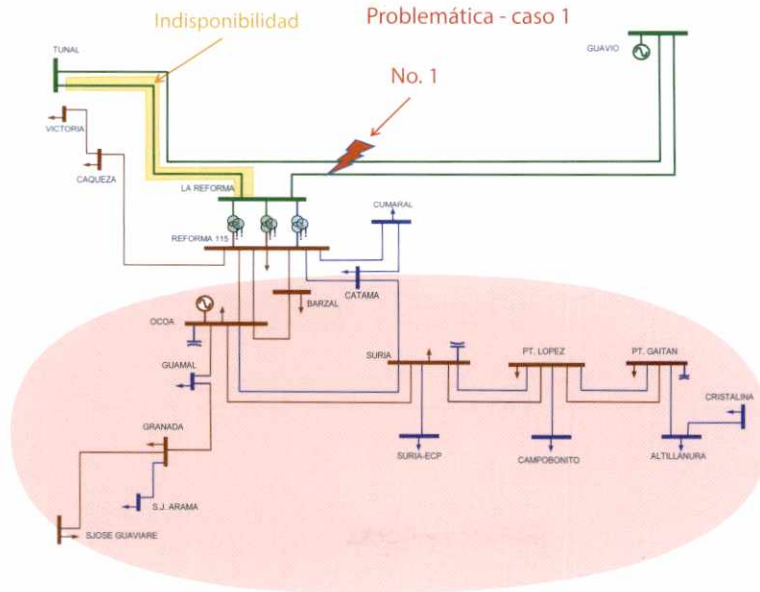 Indisponibilidad
Problemática - caso 1
TUNAL
GUAVIO
No. 1
VICTORIA
CAQUEZA
LA REFORMA
CUMARAL
REFORMA 115
CATAMA
BARZAL
OCOA
SURIA
PT. LOPEZ
PT. GAITAN
GUAMAL
CRISTALINA
GRANADA
SURIA-ECP
CAMPOBONITO
ALTILLANURA
S.J. ARAMA
SJOSE GUAVIARE